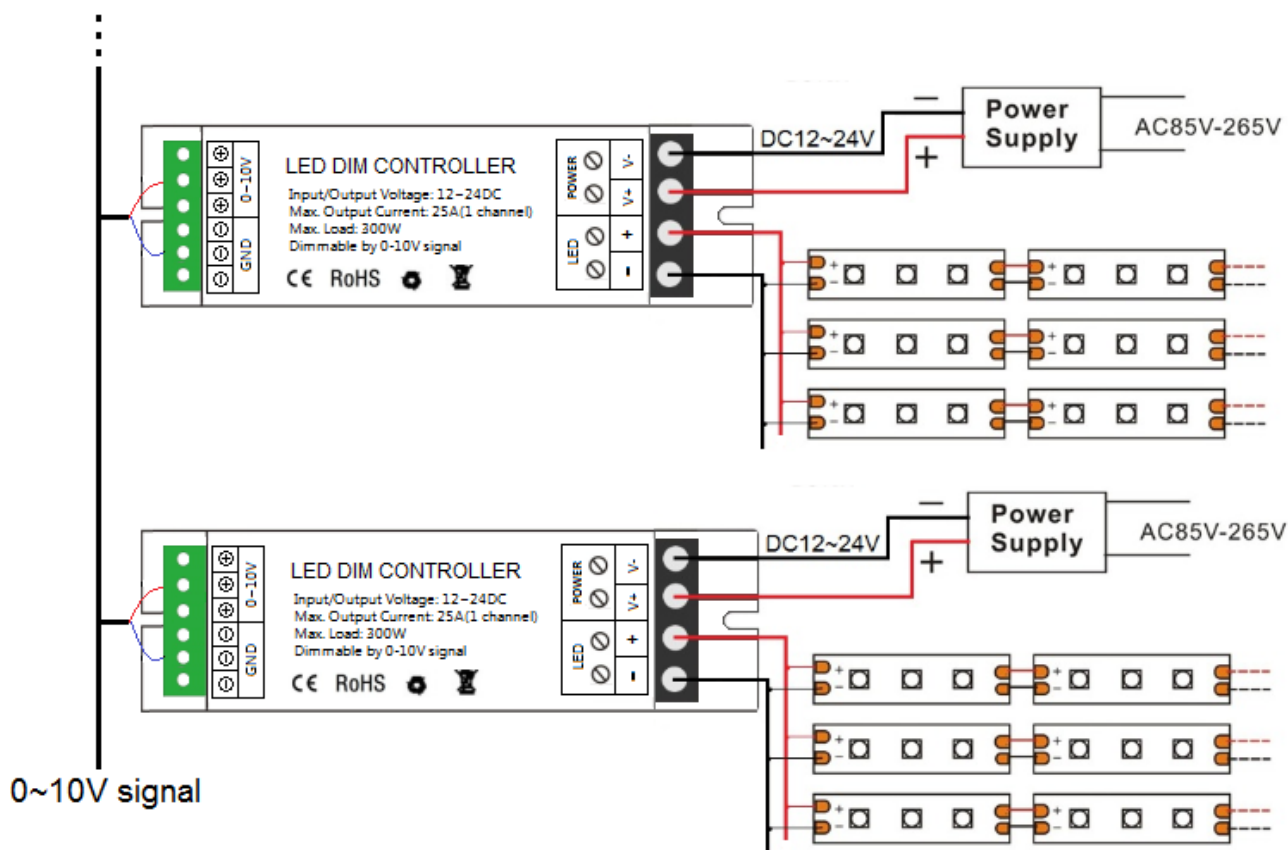 Power
Supply
AC85V-265V
DC12~24V
−
+
LED DIM CONTROLLER
Input/Output Voltage: 12−24DC
Max. Output Current: 25A(1 channel)
Max. Load: 300W
Dimmable by 0-10V signal
CE RoHS
0−10V
GND
POWER
LED
V-
V+
+
-
+
−
+
−
+
−
+
−
+
−
+
−
Power
Supply
AC85V-265V
DC12~24V
−
+
LED DIM CONTROLLER
Input/Output Voltage: 12−24DC
Max. Output Current: 25A(1 channel)
Max. Load: 300W
Dimmable by 0-10V signal
CE RoHS
0−10V
GND
POWER
LED
V-
V+
+
-
+
−
+
−
+
−
+
−
+
−
+
−
0~10V signal